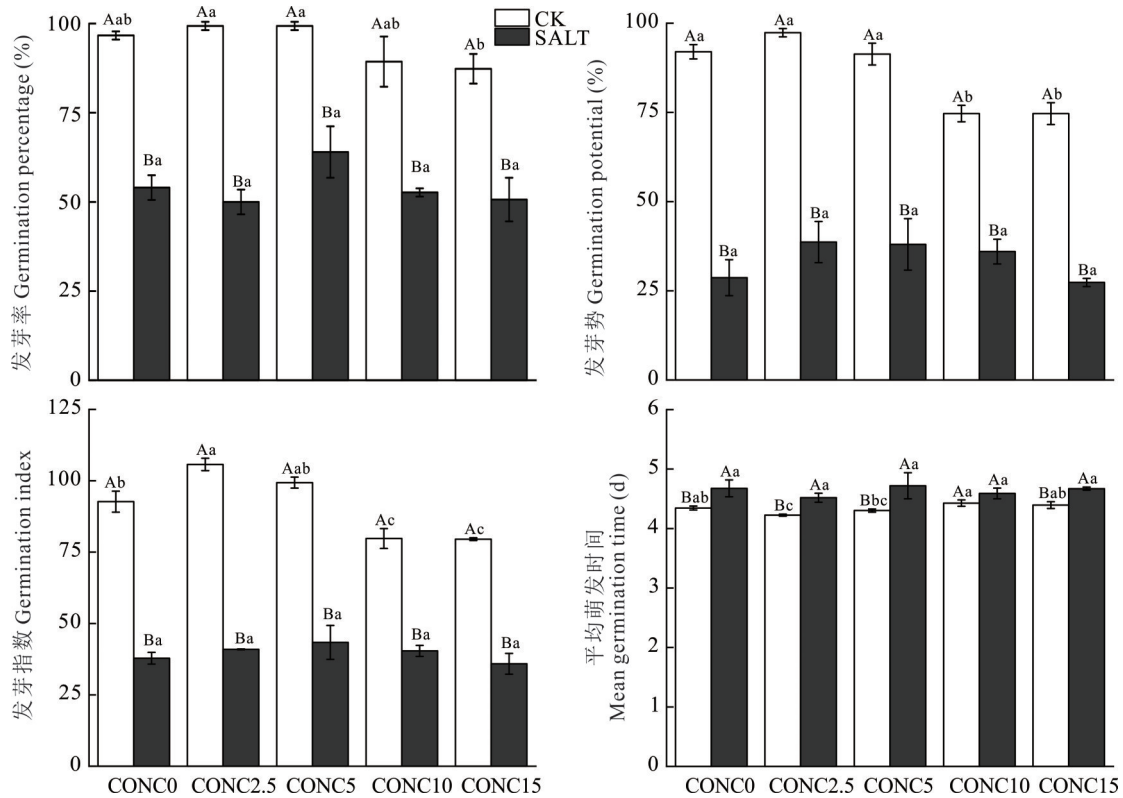 CK
SALT
发芽率 Germination percentage (%)
100
75
50
25
0
Aab
Ba
Aa
Ba
Aa
Ba
Aab
Ba
Ab
Ba
发芽势 Germination potential (%)
100
75
50
25
0
Aa
Ba
Aa
Ba
Aa
Ba
Ab
Ba
Ab
Ba
发芽指数 Germination index
125
100
75
50
25
0
Ab
Ba
Aa
Ba
Aab
Ba
Ac
Ba
Ac
Ba
CONC0
CONC2.5
CONC5
CONC10
CONC15
平均萌发时间
Mean germination time (d)
6
5
4
3
2
1
0
Bab
Aa
Bc
Aa
Bbc
Aa
Aa
Aa
Bab
Aa
CONC0
CONC2.5
CONC5
CONC10
CONC15